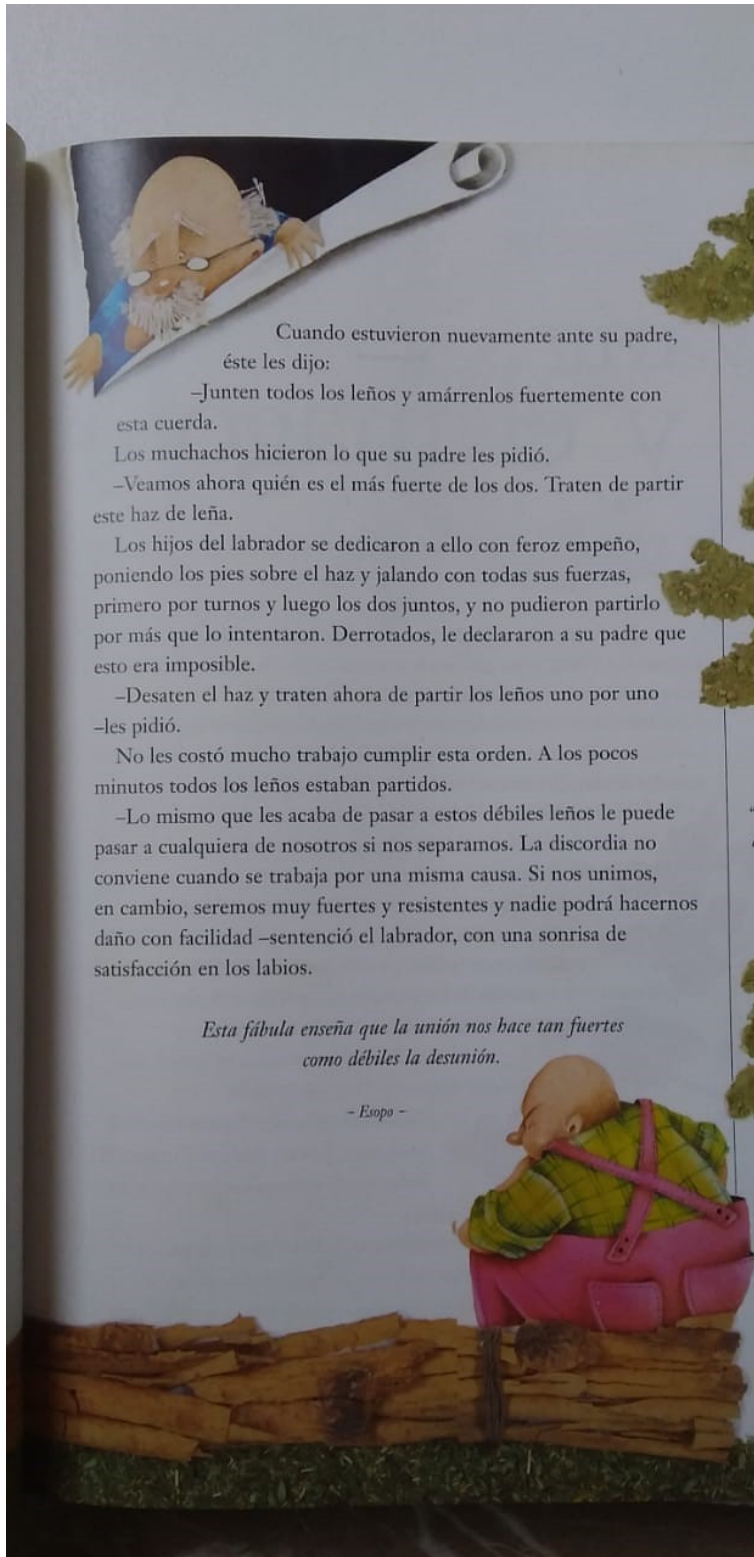 Cuando estuvieron nuevamente ante su padre,
éste les dijo:
–Junten todos los leños y amárrenlos fuertemente con
esta cuerda.
Los muchachos hicieron lo que su padre les pidió.
–Veamos ahora quién es el más fuerte de los dos. Traten de partir
este haz de leña.
Los hijos del labrador se dedicaron a ello con feroz empeño,
poniendo los pies sobre el haz y jalando con todas sus fuerzas,
primero por turnos y luego los dos juntos, y no pudieron partirlo
por más que lo intentaron. Derrotados, le declararon a su padre que
esto era imposible.
–Desaten el haz y traten ahora de partir los leños uno por uno
–les pidió.
No les costó mucho trabajo cumplir esta orden. A los pocos
minutos todos los leños estaban partidos.
–Lo mismo que les acaba de pasar a estos débiles leños le puede
pasar a cualquiera de nosotros si nos separamos. La discordia no
conviene cuando se trabaja por una misma causa. Si nos unimos,
en cambio, seremos muy fuertes y resistentes y nadie podrá hacernos
daño con facilidad –sentenció el labrador, con una sonrisa de
satisfacción en los labios.
Esta fábula enseña que la unión nos hace tan fuertes
como débiles la desunión.
– Esopo –